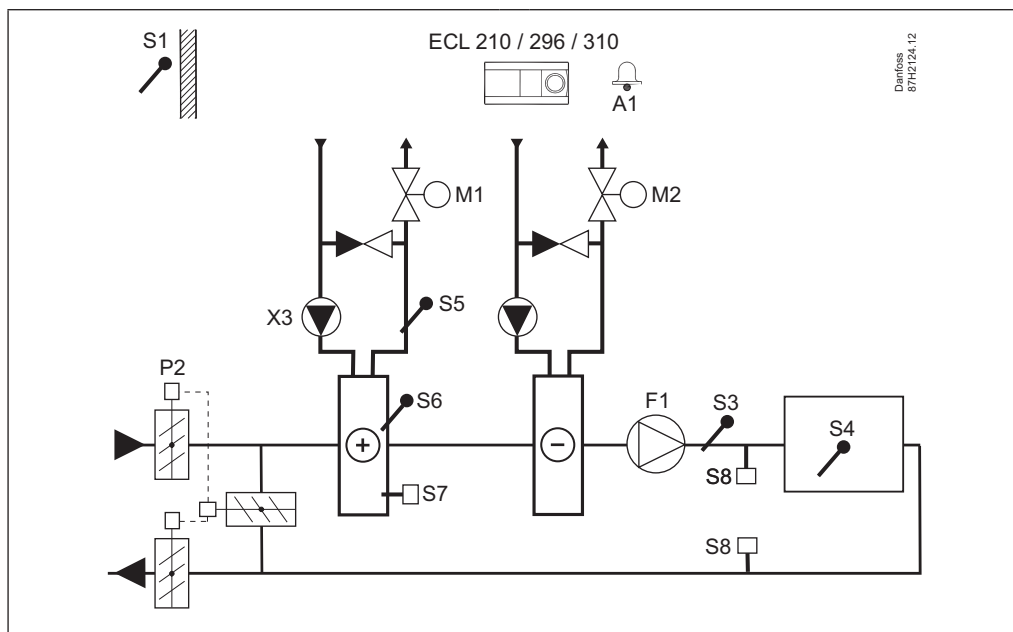 S1
ECL 210 / 296 / 310
A1
Danfoss
87H2124.12
M1
M2
S5
X3
P2
S6
F1
S3
S4
+
−
S7
S8
S8